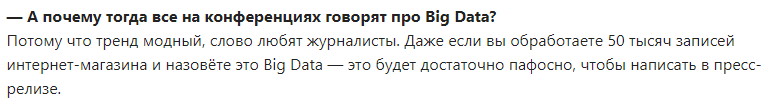 — А почему тогда все на конференциях говорят про Big Data?
Потому что тренд модный, слово любят журналисты. Даже если вы обработаете 50 тысяч записей
интернет-магазина и назовёте это Big Data — это будет достаточно пафосно, чтобы написать в пресс-
релизе.